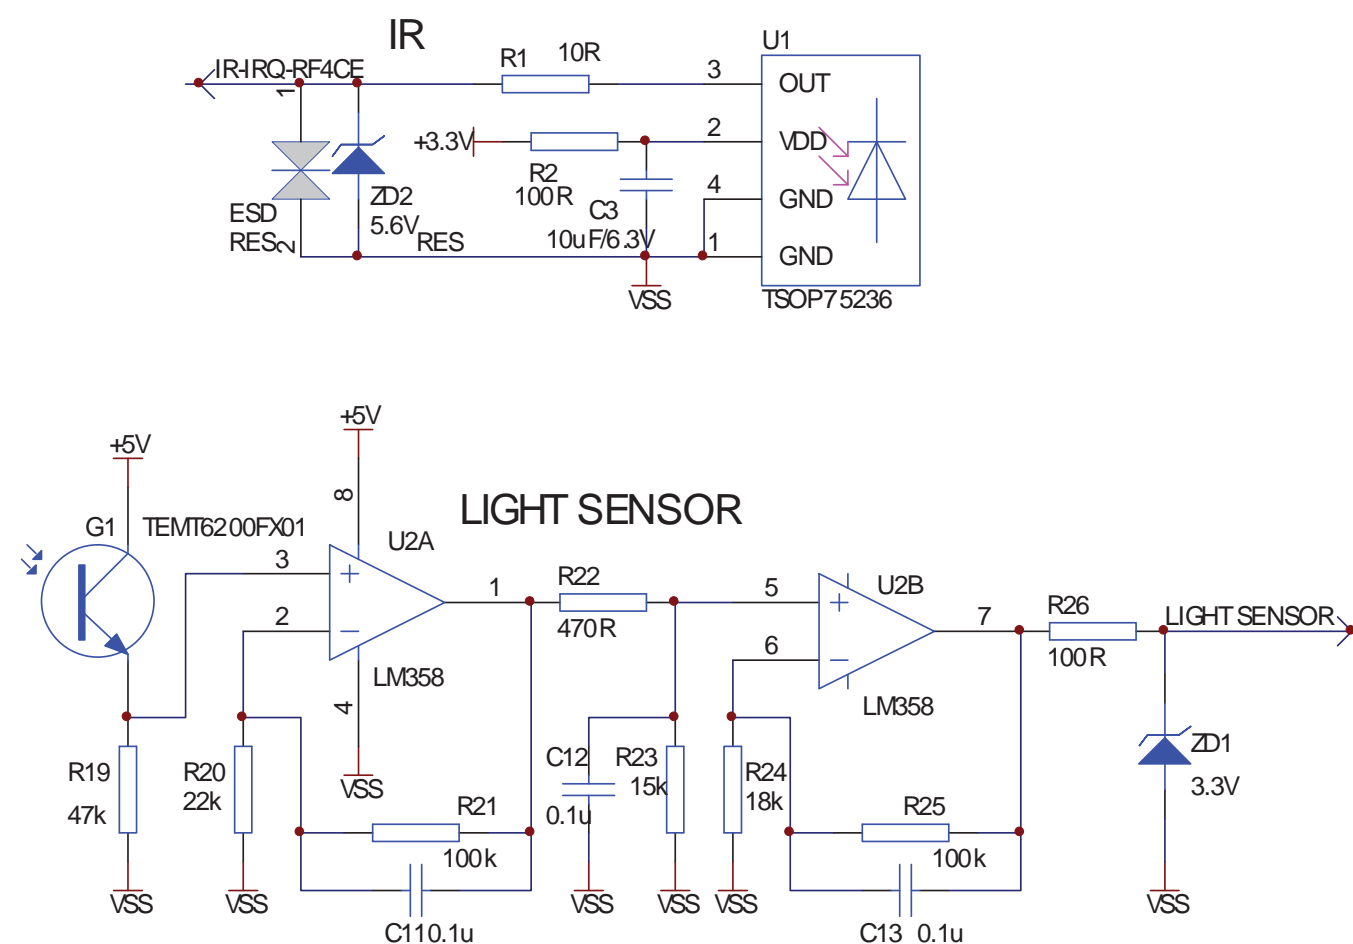 IR
U1
R1 10R
IR-IRQ-RF4CE
3 OUT
1
+3.3V
2 VDD
R2
100R
ZD2
5.6V
4 GND
C3
10uF/6.3V
ESD
RES
2
RES
1 GND
VSS
TSOP75236
+5V
+5V
8
LIGHT SENSOR
G1 TEMT6200FX01
U2A
3 +
2 −
1
R22
470R
5 +
6 −
U2B
7
R26
100R
LIGHT SENSOR
LM358
4
LM358
R19
47k
R20
22k
VSS
C12
0.1u
R23
15k
R24
18k
ZD1
3.3V
R21
100k
R25
100k
VSS
VSS
VSS
VSS
VSS
VSS
C11 0.1u
C13 0.1u